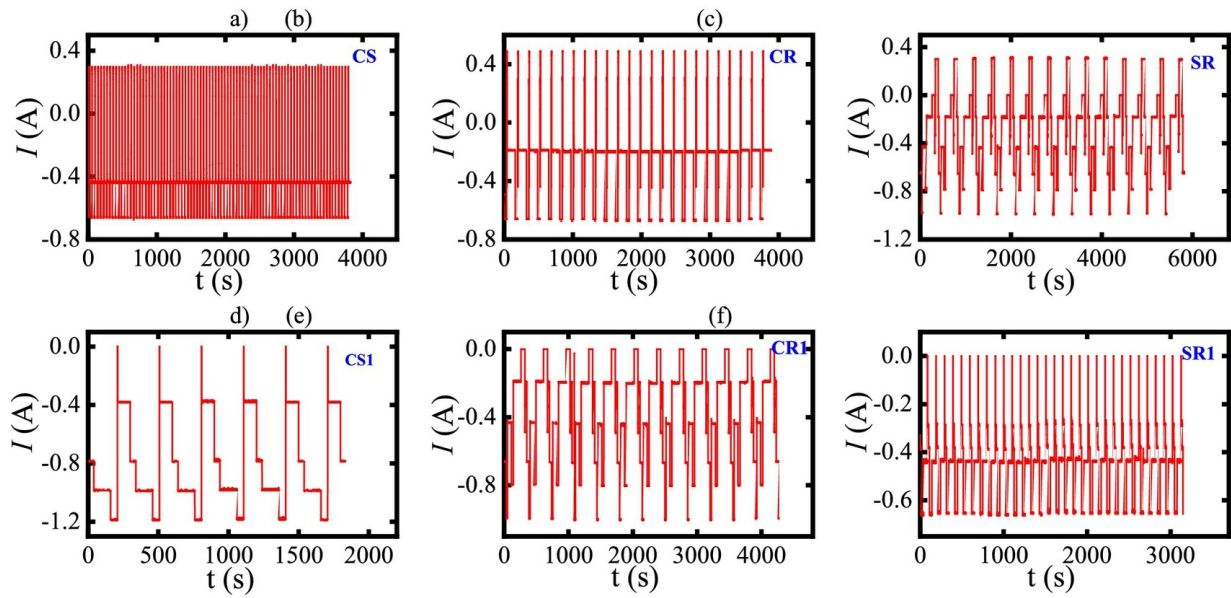 a) (b) (c)
CS CR SR
0.4 0.4 0.4
0.0 0.0 0.0
-0.4 -0.4 -0.4
-0.8 -0.8 -0.8
-1.2
I (A) I (A) I (A)
0 1000 2000 3000 4000 0 1000 2000 3000 4000 0 2000 4000 6000
t (s) t (s) t (s)
d) (e) (f)
CS1 CR1 SR1
0.0 0.0 0.0
-0.4 -0.4 -0.2
-0.8 -0.8 -0.4
-1.2 -0.6
I (A) I (A) I (A)
0 500 1000 1500 2000 0 1000 2000 3000 4000 0 1000 2000 3000
t (s) t (s) t (s)